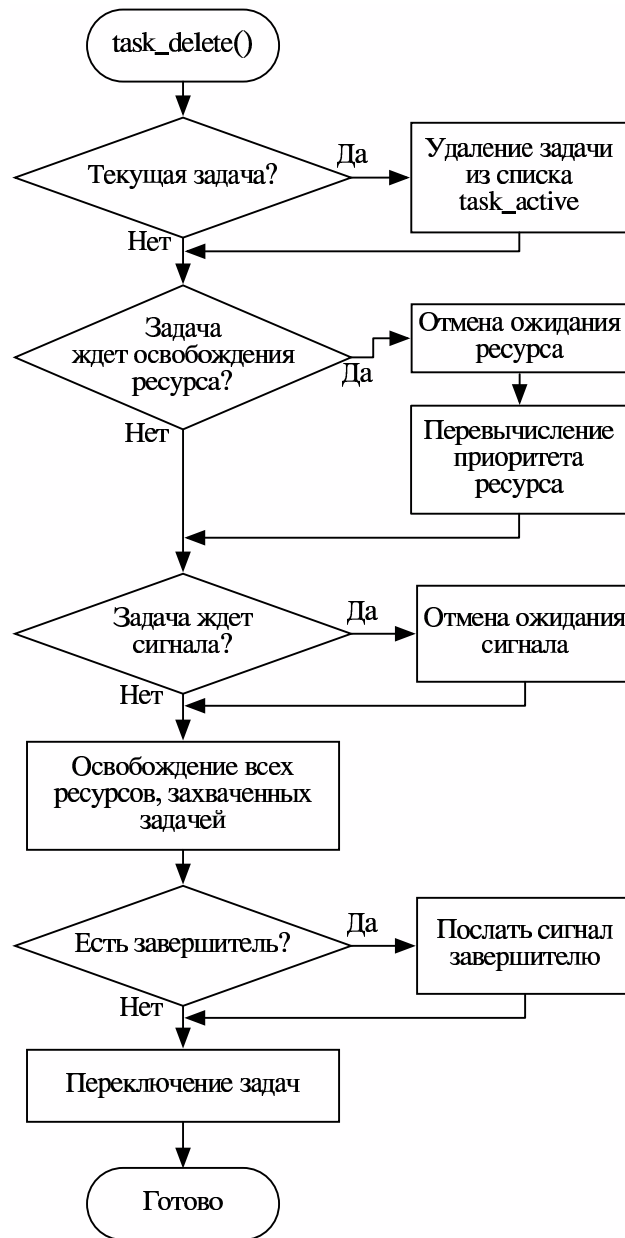 task_delete()
Текущая задача?
Да
Удаление задачи
из списка
task_active
Нет
Задача
ждет освобождения
ресурса?
Да
Отмена ожидания
ресурса
Нет
Перевычисление
приоритета
ресурса
Задача ждет
сигнала?
Да
Отмена ожидания
сигнала
Нет
Освобождение всех
ресурсов, захваченных
задачей
Есть завершитель?
Да
Послать сигнал
завершителю
Нет
Переключение задач
Готово